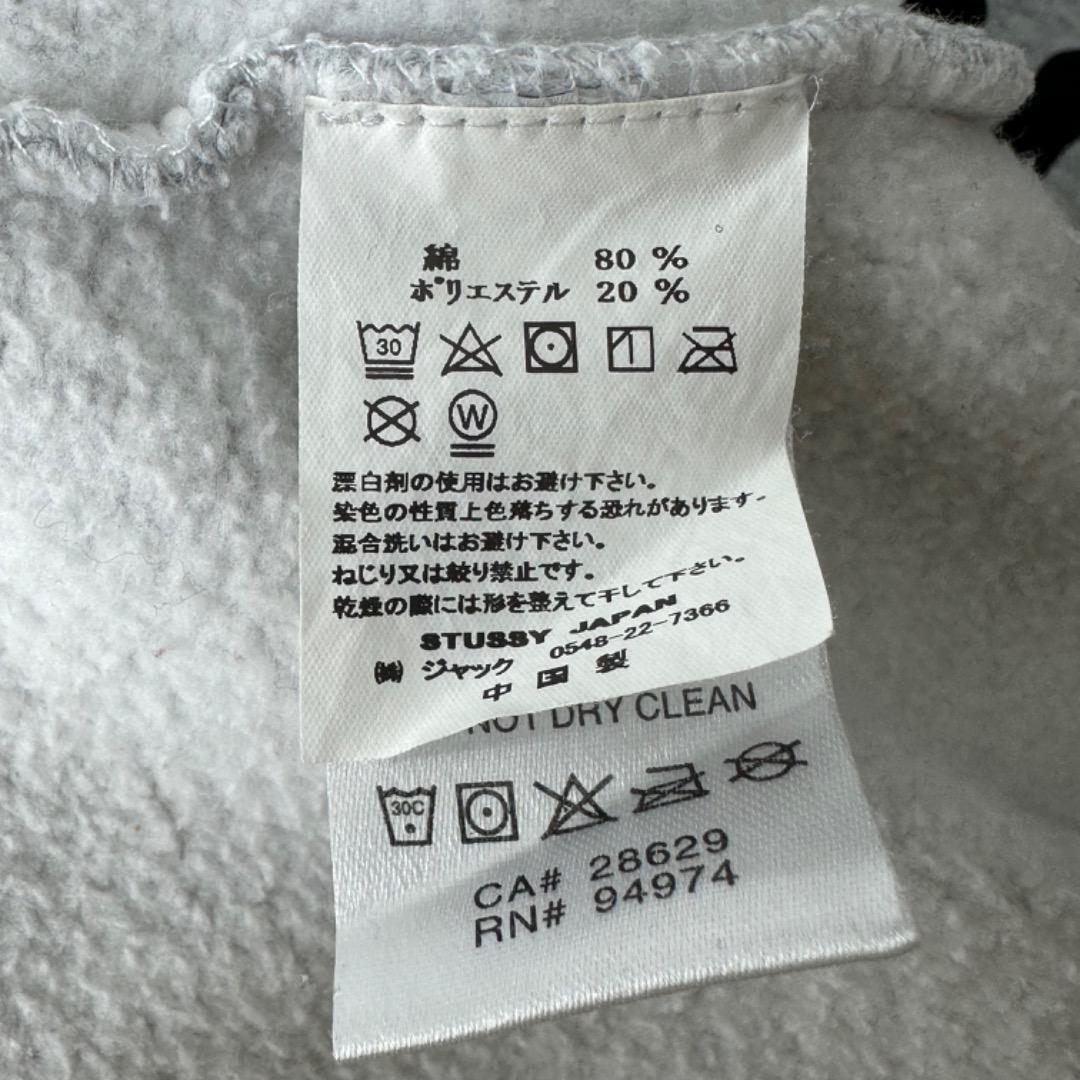 綿 80 %
ポリエステル 20 %
30
W
漂白剤の使用はお避け下さい。
染色の性質上色落ちする恐れがあります。
混合洗いはお避け下さい。
ねじり又は絞り禁止です。
乾燥の際には形を整えて干して下さい。
STUSSY JAPAN
㈱ ジャック 0548-22-7366
中国製
NOT DRY CLEAN
30C
CA# 28629
RN# 94974